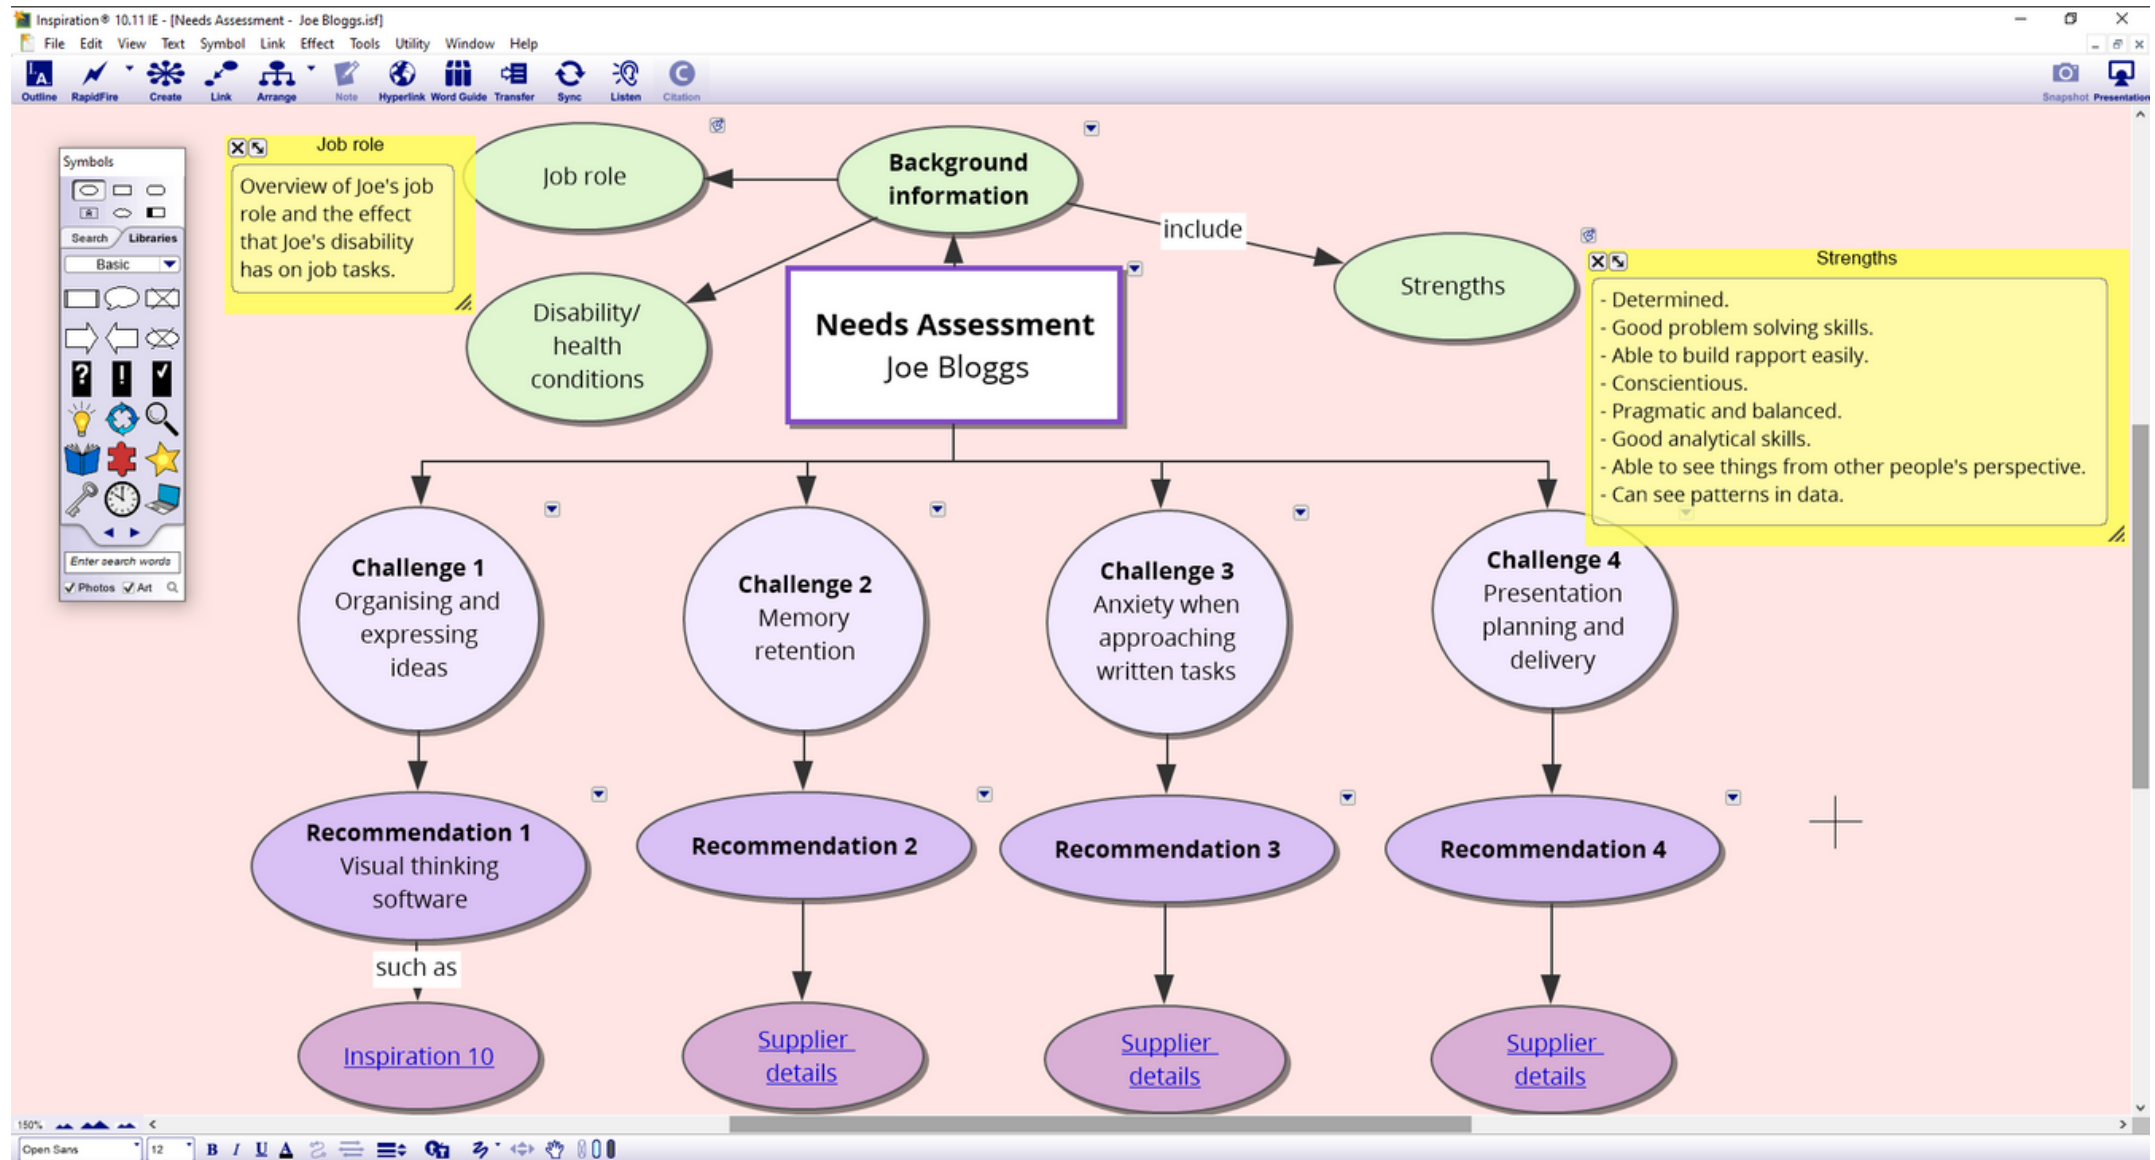 Inspiration® 10.11 IE - [Needs Assessment - Joe Bloggs.isf]
File Edit View Text Symbol Link Effect Tools Utility Window Help
Outline RapidFire Create Link Arrange Note Hyperlink Word Guide Transfer Sync Listen Citation Snapshot Presentation
Symbols
Search Libraries
Basic
Enter search words
Photos Art
Job role
Overview of Joe's job
role and the effect
that Joe's disability
has on job tasks.
Job role
Background
information
include
Strengths
Disability/
health
conditions
Needs Assessment
Joe Bloggs
Strengths
- Determined.
- Good problem solving skills.
- Able to build rapport easily.
- Conscientious.
- Pragmatic and balanced.
- Good analytical skills.
- Able to see things from other people's perspective.
- Can see patterns in data.
Challenge 1
Organising and
expressing
ideas
Challenge 2
Memory
retention
Challenge 3
Anxiety when
approaching
written tasks
Challenge 4
Presentation
planning and
delivery
Recommendation 1
Visual thinking
software
Recommendation 2
Recommendation 3
Recommendation 4
such as
Inspiration 10
Supplier
details
Supplier
details
Supplier
details
150%
Open Sans 12 B I U A